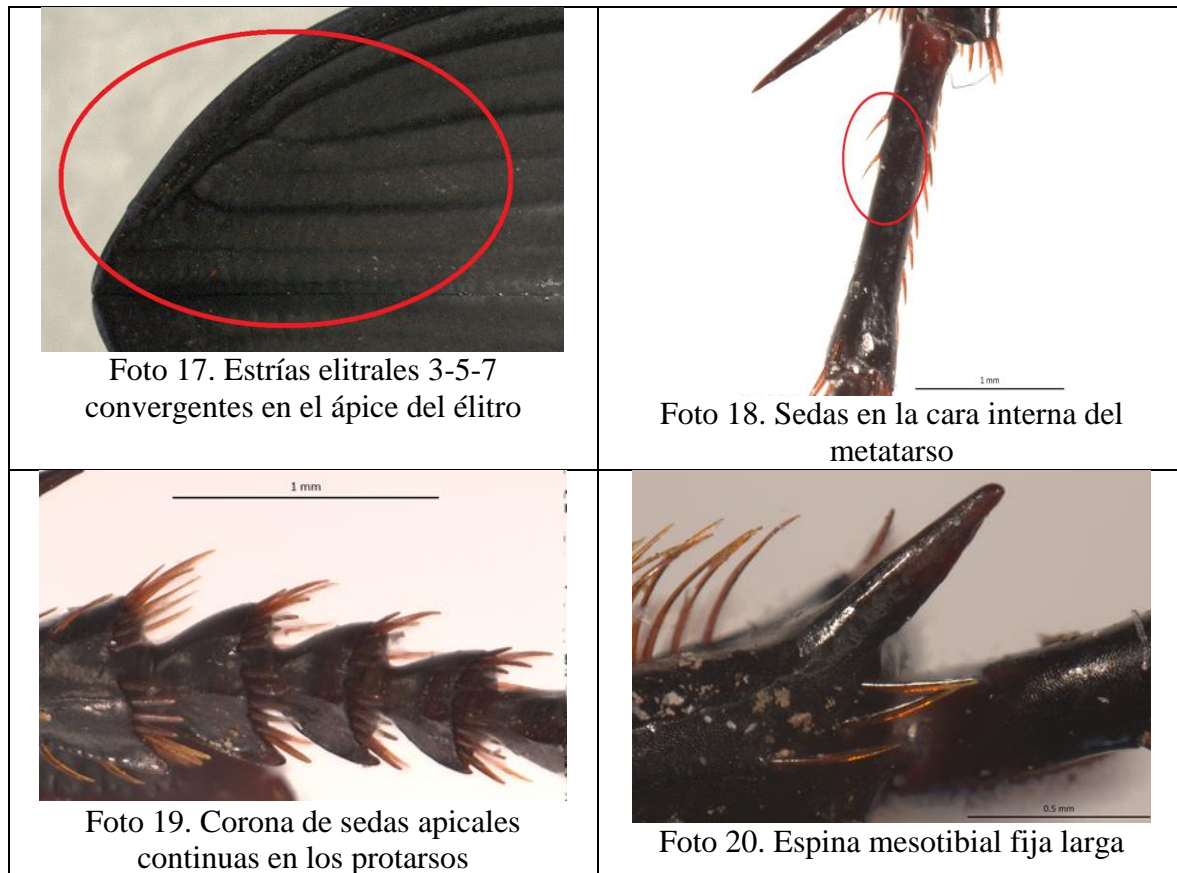 Foto 17. Estrías elitrales 3-5-7
convergentes en el ápice del élitro
1 mm
Foto 18. Sedas en la cara interna del
metatarso
1 mm
Foto 19. Corona de sedas apicales
continuas en los protarsos
0.5 mm
Foto 20. Espina mesotibial fija larga